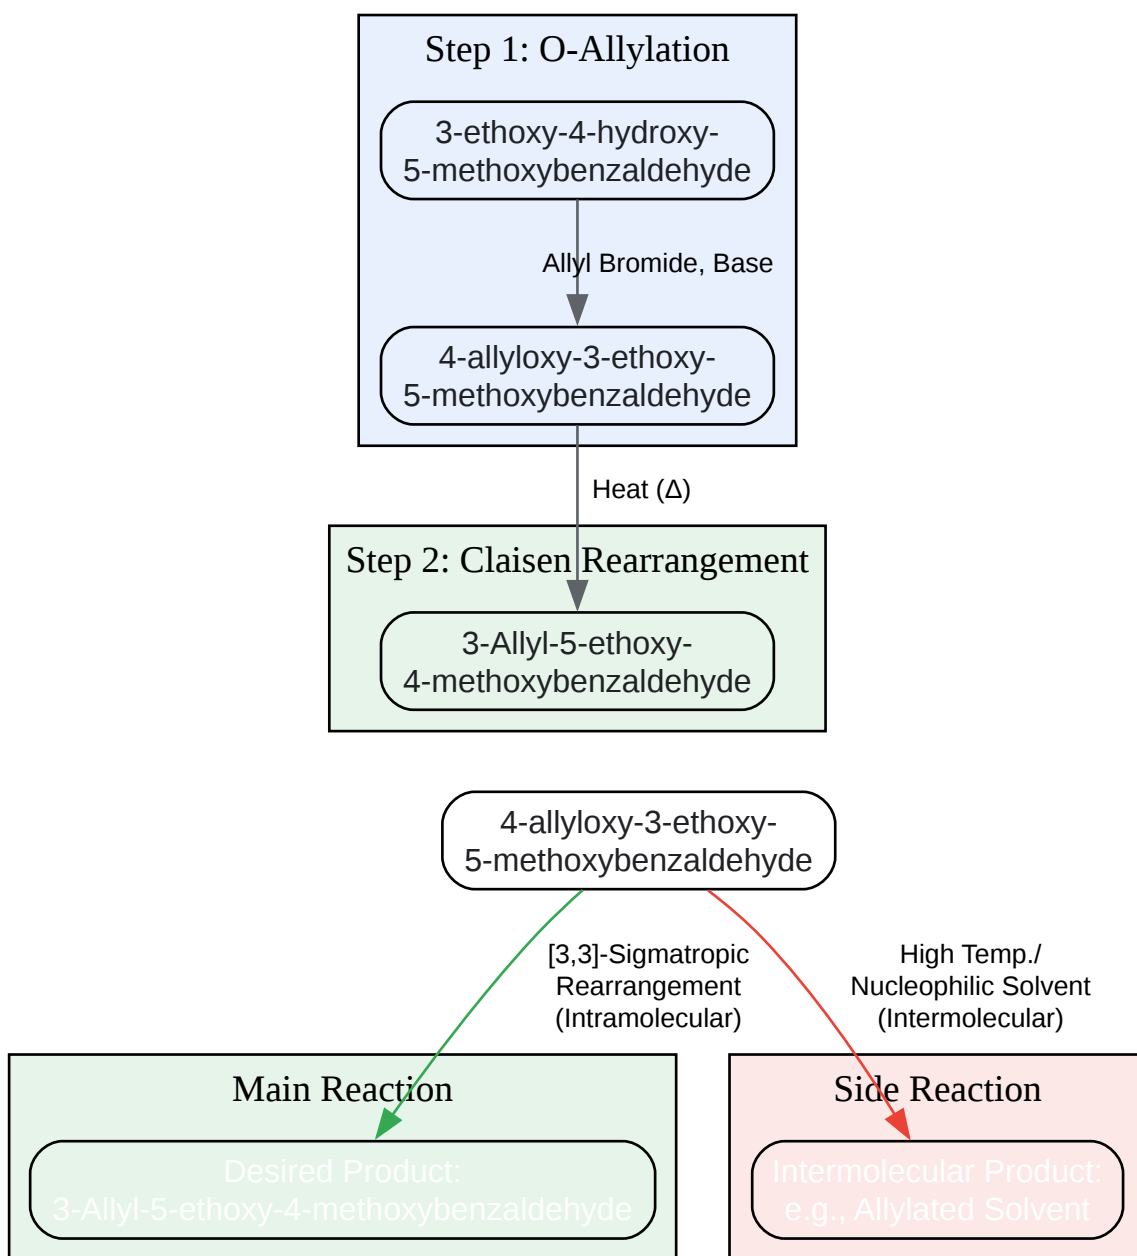 Step 1: O-Allylation
3-ethoxy-4-hydroxy-
5-methoxybenzaldehyde
Allyl Bromide, Base
4-allyloxy-3-ethoxy-
5-methoxybenzaldehyde
Heat (Δ)
Step 2: Claisen Rearrangement
3-Allyl-5-ethoxy-
4-methoxybenzaldehyde
4-allyloxy-3-ethoxy-
5-methoxybenzaldehyde
[3,3]-Sigmatropic
Rearrangement
(Intramolecular)
High Temp./
Nucleophilic Solvent
(Intermolecular)
Main Reaction
Desired Product:
3-Allyl-5-ethoxy-4-methoxybenzaldehyde
Side Reaction
Intermolecular Product:
e.g., Allylated Solvent